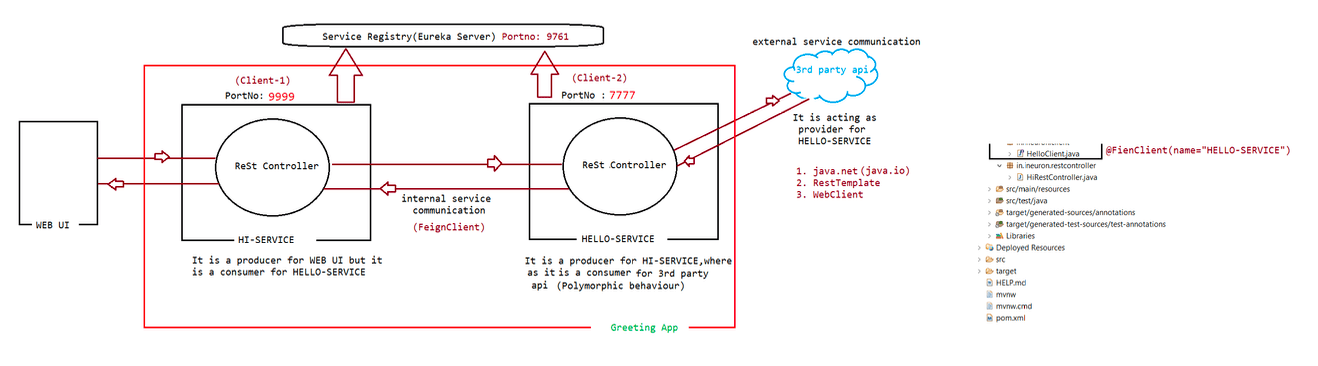 Service Registry(Eureka Server) Portno: 9761
(Client-1)
PortNo: 9999
(Client-2)
PortNo : 7777
external service communication
3rd party api
It is acting as
provider for
HELLO-SERVICE
1. java.net(java.io)
2. RestTemplate
3. WebClient
WEB UI
ReSt Controller
HI-SERVICE
It is a producer for WEB UI but it
is a consumer for HELLO-SERVICE
internal service
communication
(FeignClient)
ReSt Controller
HELLO-SERVICE
It is a producer for HI-SERVICE,where
as it is a consumer for 3rd party
api (Polymorphic behaviour)
Greeting App
HelloClient.java
@FienClient(name="HELLO-SERVICE")
in.ineuron.restcontroller
HiRestController.java
src/main/resources
src/test/java
target/generated-sources/annotations
target/generated-test-sources/test-annotations
Libraries
Deployed Resources
src
target
HELP.md
mvnw
mvnw.cmd
pom.xml